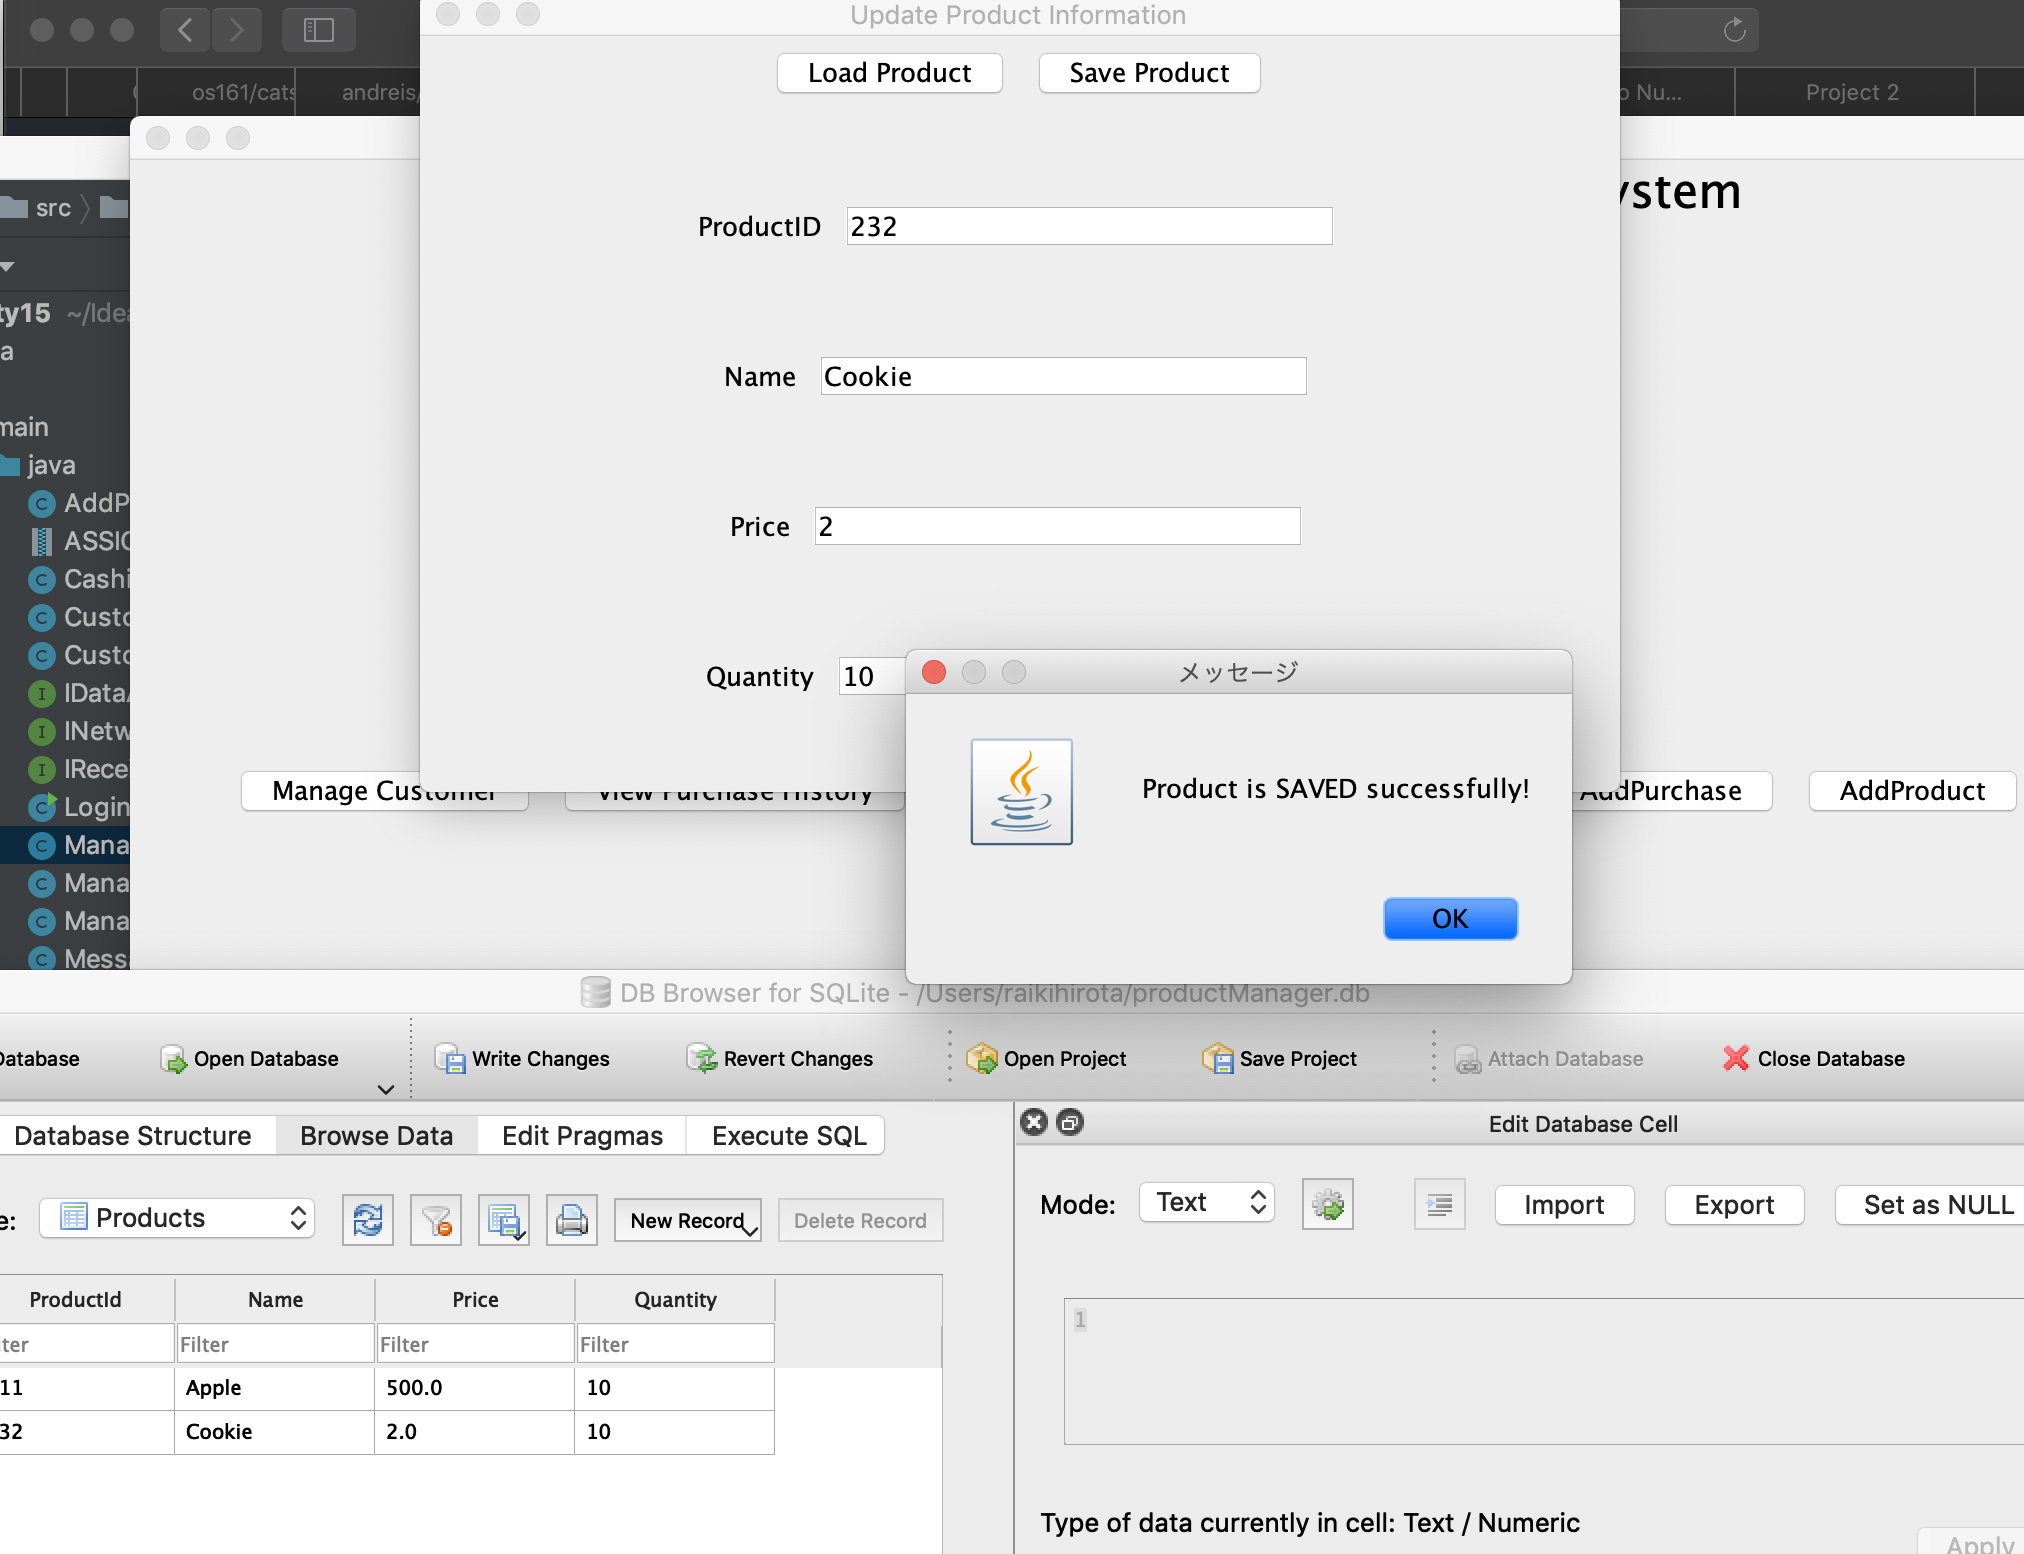 Update Product Information
Load Product
Save Product
os161/cats
andreis/
Nu...
Project 2
ystem
src
ProductID
232
ty15 ~/Idea
a
Name
Cookie
main
java
AddP
Price
2
ASSIG
Cashi
Custo
Custo
Quantity
10
メッセージ
IData
INetw
IRecei
Product is SAVED successfully!
Manage Customer
View Purchase History
AddPurchase
AddProduct
Login
Mana
Mana
Mana
OK
Messa
DB Browser for SQLite - /Users/raikihirota/productManager.db
Database
Open Database
Write Changes
Revert Changes
Open Project
Save Project
Attach Database
Close Database
Database Structure
Browse Data
Edit Pragmas
Execute SQL
Edit Database Cell
e:
Products
New Record
Delete Record
Mode:
Text
Import
Export
Set as NULL
ProductId
Name
Price
Quantity
1
lter
Filter
Filter
Filter
11
Apple
500.0
10
32
Cookie
2.0
10
Type of data currently in cell: Text / Numeric
Apply